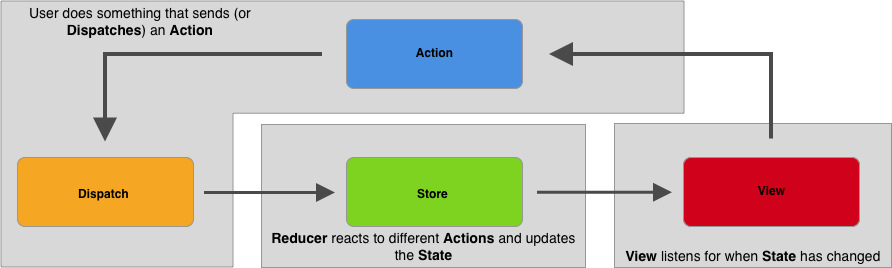 User does something that sends (or
Dispatches) an Action
Action
Dispatch
Store
View
Reducer reacts to different Actions and updates
the State
View listens for when State has changed